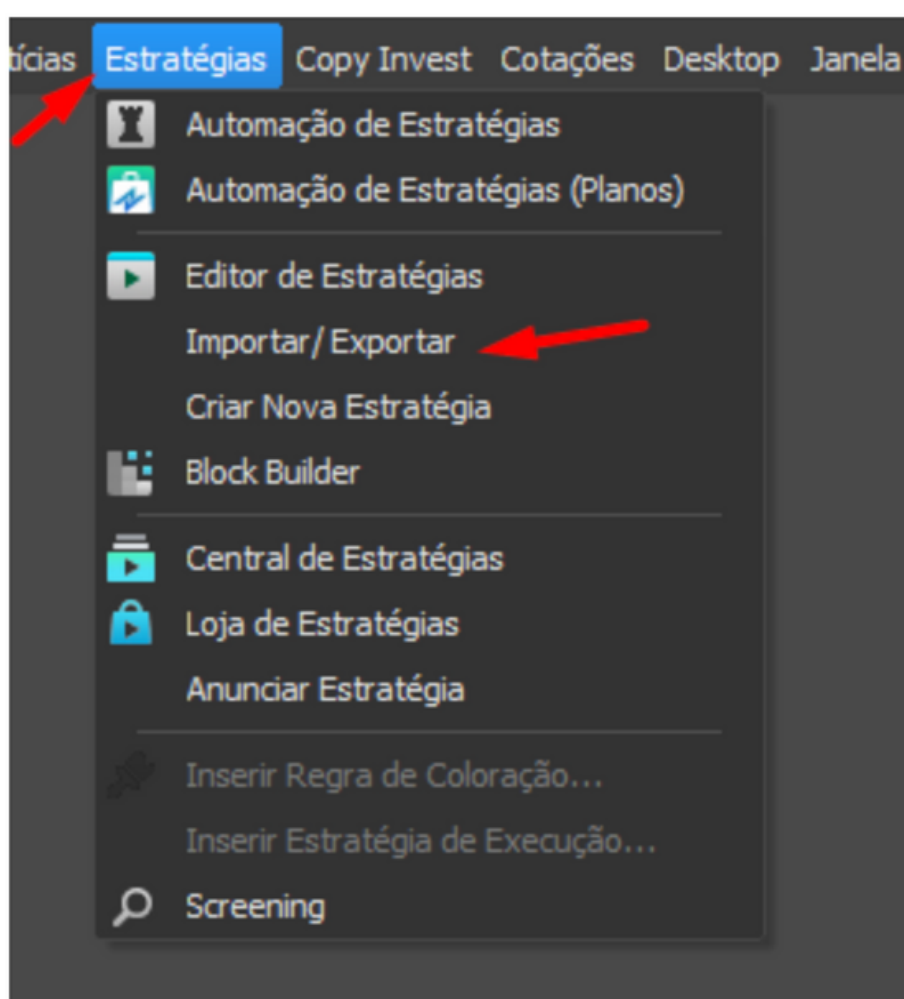 Estratégias Copy Invest Cotações Desktop Janela
Automação de Estratégias
Automação de Estratégias (Planos)
Editor de Estratégias
Importar/Exportar
Criar Nova Estratégia
Block Builder
Central de Estratégias
Loja de Estratégias
Anunciar Estratégia
Inserir Regra de Coloração...
Inserir Estratégia de Execução...
Screening